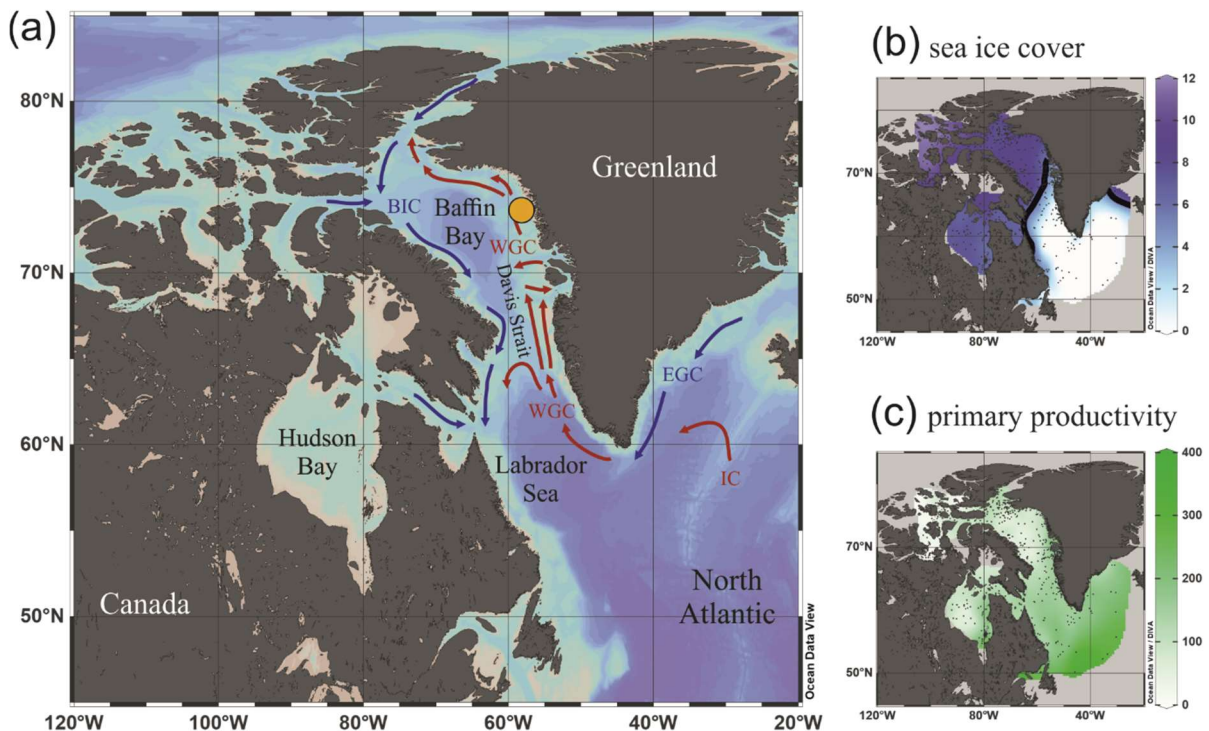 (a)
80°N
70°N
60°N
50°N
120°W
100°W
80°W
60°W
40°W
20°W
Greenland
BIC
Baffin
Bay
WGC
Davis Strait
EGC
WGC
Hudson
Bay
Labrador
Sea
IC
North
Atlantic
Canada
Ocean Data View
(b) sea ice cover
70°N
50°N
120°W
80°W
40°W
12
10
8
6
4
2
0
Ocean Data View / DIVA
(c) primary productivity
70°N
50°N
120°W
80°W
40°W
400
300
200
100
0
Ocean Data View / DIVA